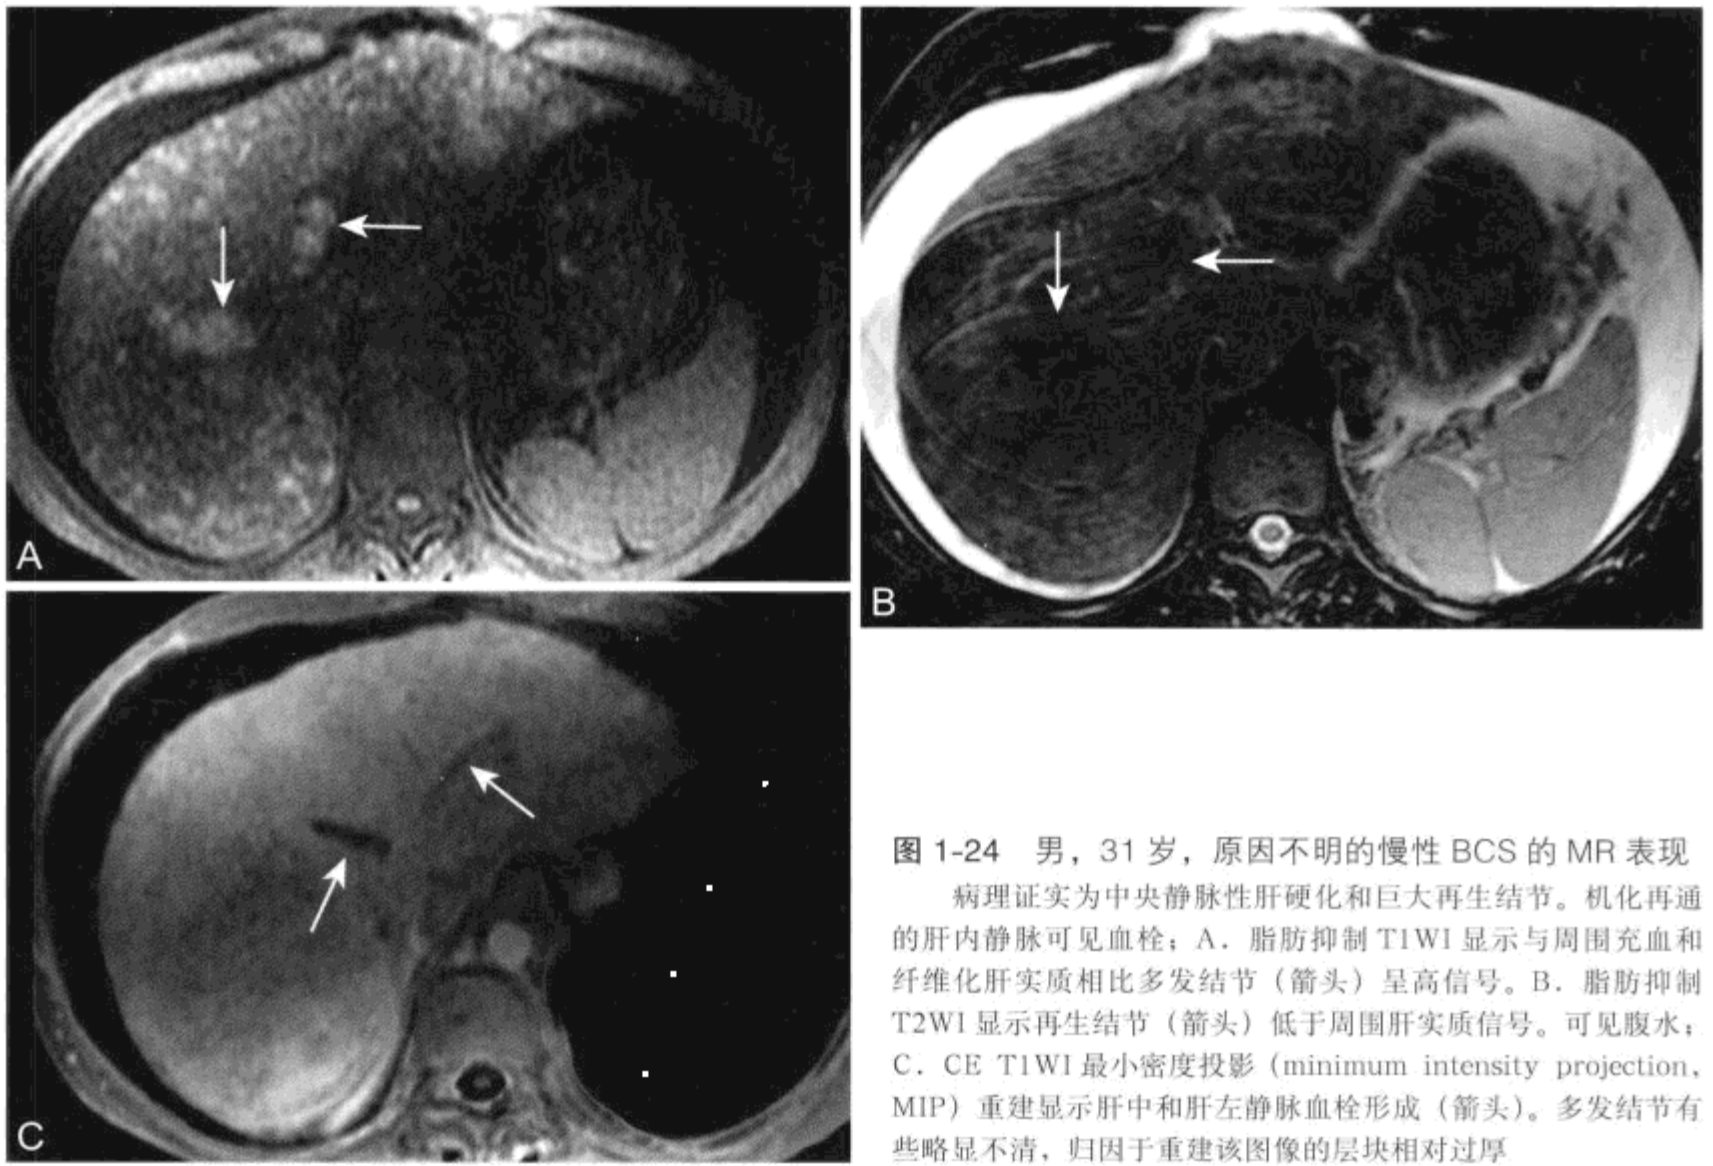 A
B
C
图 1-24 男，31 岁，原因不明的慢性 BCS 的 MR 表现
病理证实为中央静脉性肝硬化和巨大再生结节。机化再通
的肝内静脉可见血栓；A．脂肪抑制 T1WI 显示与周围充血和
纤维化肝实质相比多发结节（箭头）呈高信号。B．脂肪抑制
T2WI 显示再生结节（箭头）低于周围肝实质信号。可见腹水；
C．CE T1WI 最小密度投影（minimum intensity projection，
MIP）重建显示肝中和肝左静脉血栓形成（箭头）。多发结节有
些略显不清，归因于重建该图像的层块相对过厚